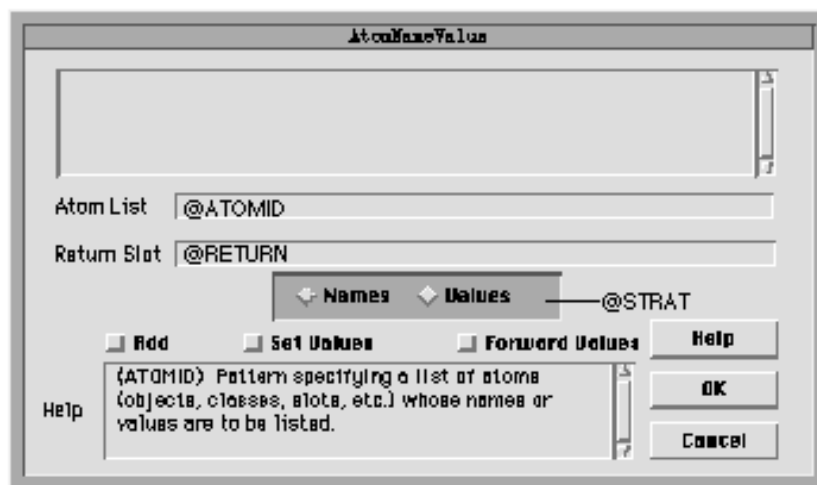 AtomNameValue
Atom List @ATOMID
Return Slot @RETURN
Names Values @STRAT
Add Set Values Forward Values Help
Help (ATOMID) Pattern specifying a list of atoms
(objects, classes, slots, etc.) whose names or
values are to be listed.
OK
Cancel